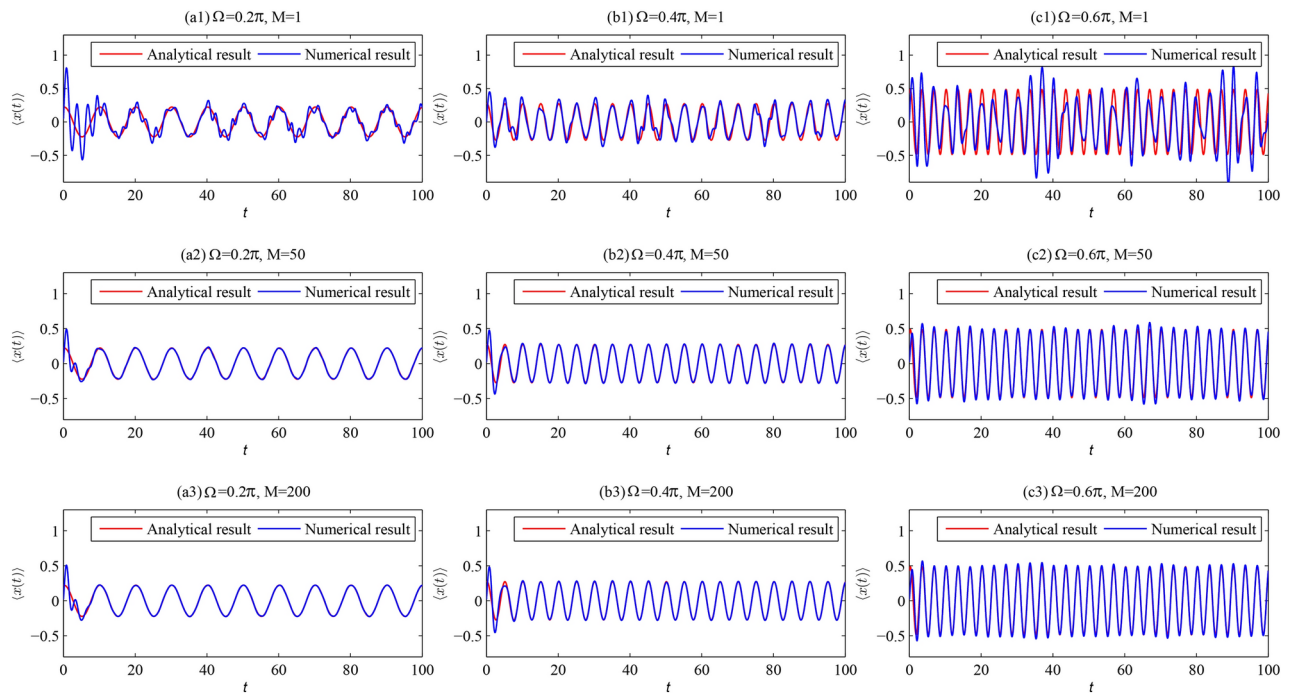 (a1) Ω=0.2π, M=1
Analytical result Numerical result
1
0.5
0
−0.5
⟨x(t)⟩
0 20 40 60 80 100
t
(b1) Ω=0.4π, M=1
Analytical result Numerical result
1
0.5
0
−0.5
⟨x(t)⟩
0 20 40 60 80 100
t
(c1) Ω=0.6π, M=1
Analytical result Numerical result
1
0.5
0
−0.5
⟨x(t)⟩
0 20 40 60 80 100
t
(a2) Ω=0.2π, M=50
Analytical result Numerical result
1
0.5
0
−0.5
⟨x(t)⟩
0 20 40 60 80 100
t
(b2) Ω=0.4π, M=50
Analytical result Numerical result
1
0.5
0
−0.5
⟨x(t)⟩
0 20 40 60 80 100
t
(c2) Ω=0.6π, M=50
Analytical result Numerical result
1
0.5
0
−0.5
⟨x(t)⟩
0 20 40 60 80 100
t
(a3) Ω=0.2π, M=200
Analytical result Numerical result
1
0.5
0
−0.5
⟨x(t)⟩
0 20 40 60 80 100
t
(b3) Ω=0.4π, M=200
Analytical result Numerical result
1
0.5
0
−0.5
⟨x(t)⟩
0 20 40 60 80 100
t
(c3) Ω=0.6π, M=200
Analytical result Numerical result
1
0.5
0
−0.5
⟨x(t)⟩
0 20 40 60 80 100
t